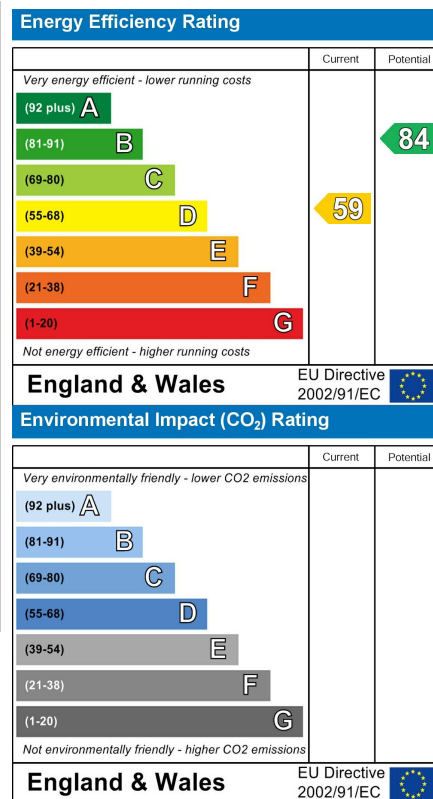 Energy Efficiency Rating
Current Potential
Very energy efficient - lower running costs
(92 plus) A
(81-91) B
(69-80) C
(55-68) D
(39-54) E
(21-38) F
(1-20) G
84
59
Not energy efficient - higher running costs
England & Wales
EU Directive
2002/91/EC
Environmental Impact (CO₂) Rating
Current Potential
Very environmentally friendly - lower CO2 emissions
(92 plus) A
(81-91) B
(69-80) C
(55-68) D
(39-54) E
(21-38) F
(1-20) G
Not environmentally friendly - higher CO2 emissions
England & Wales
EU Directive
2002/91/EC